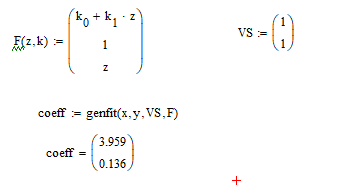 F(z,k) := (k₀ + k₁ · z
1
z)
VS := (1
1)
coeff := genfit(x,y,VS,F)
coeff = (3.959
0.136)